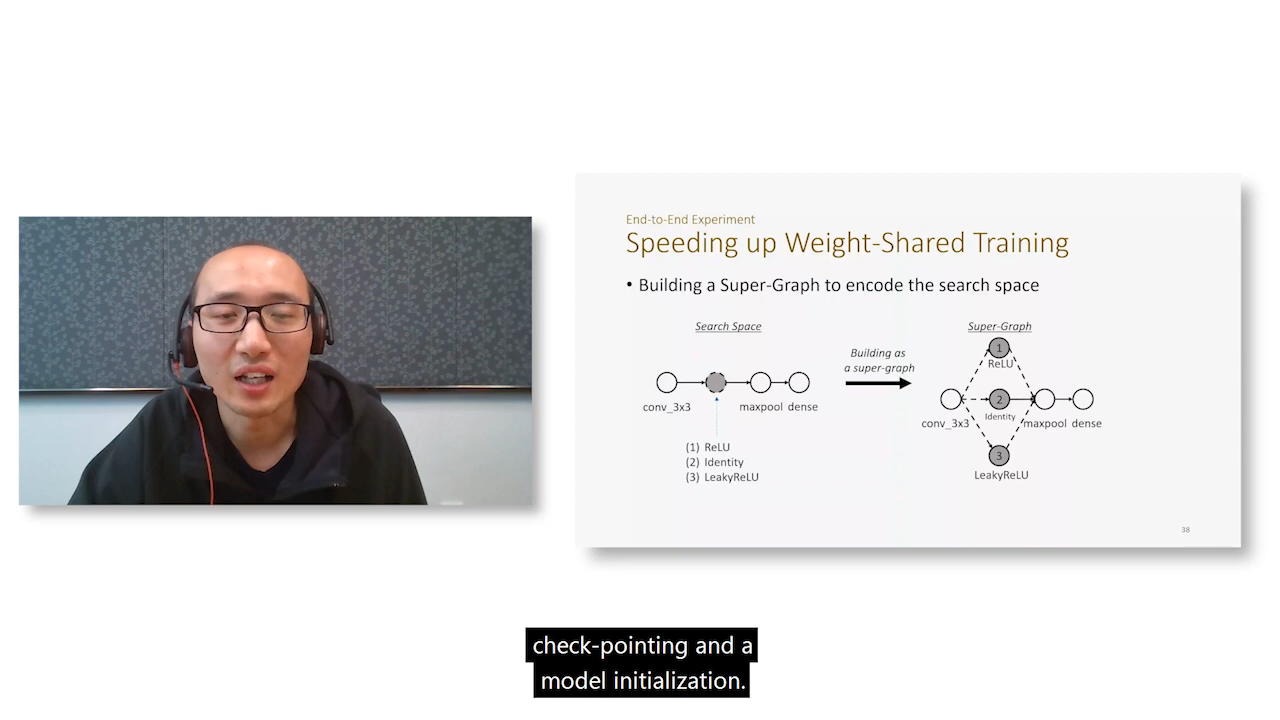 End-to-End Experiment
Speeding up Weight-Shared Training
• Building a Super-Graph to encode the search space
Search Space
conv_3x3
maxpool dense
(1) ReLU
(2) Identity
(3) LeakyReLU
Building as
a super-graph
Super-Graph
1
ReLU
2
Identity
conv_3x3
maxpool dense
3
LeakyReLU
38
check-pointing and a
model initialization.